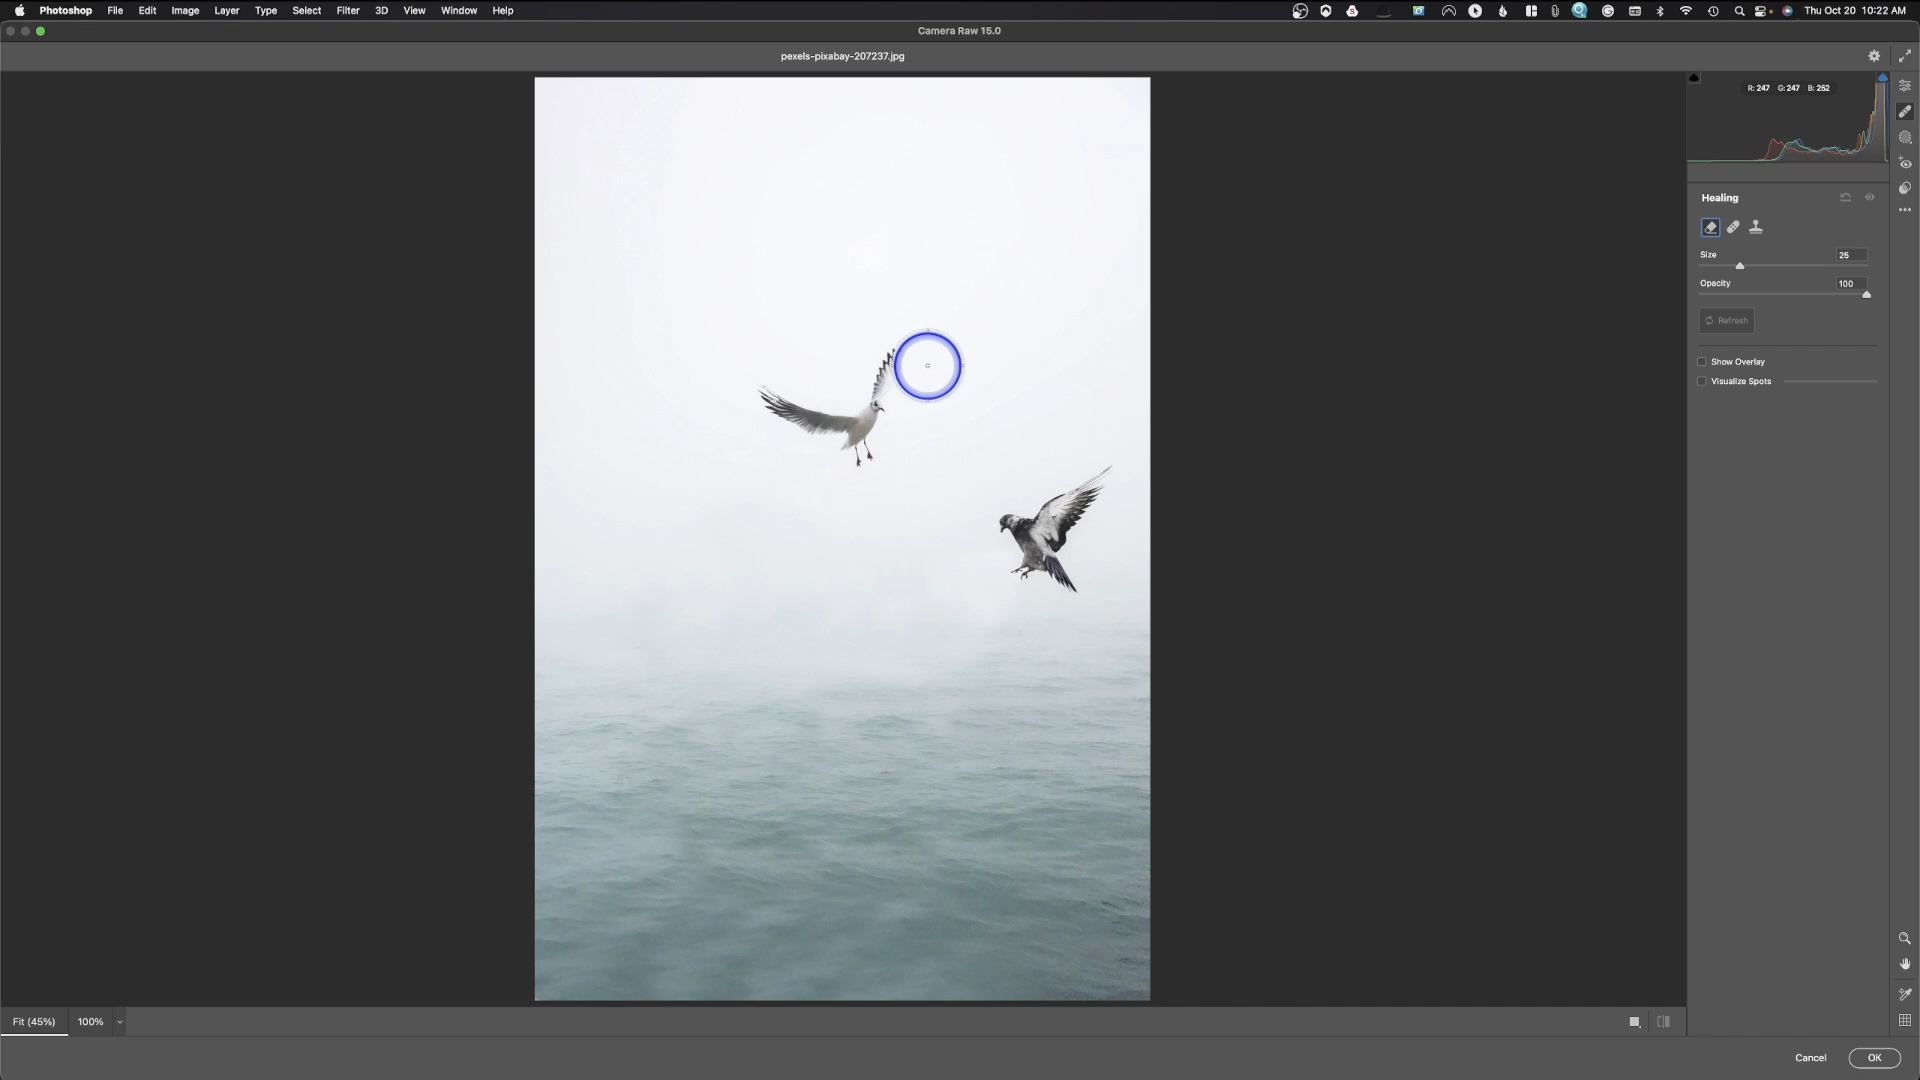 Photoshop File Edit Image Layer Type Select Filter 3D View Window Help Thu Oct 20 10:22 AM
Camera Raw 15.0
pexels-pixabay-207237.jpg
R: 247 G: 247 B: 252
Healing
Size 25
Opacity 100
Refresh
Show Overlay
Visualize Spots
Fit (45%) 100%
Cancel OK